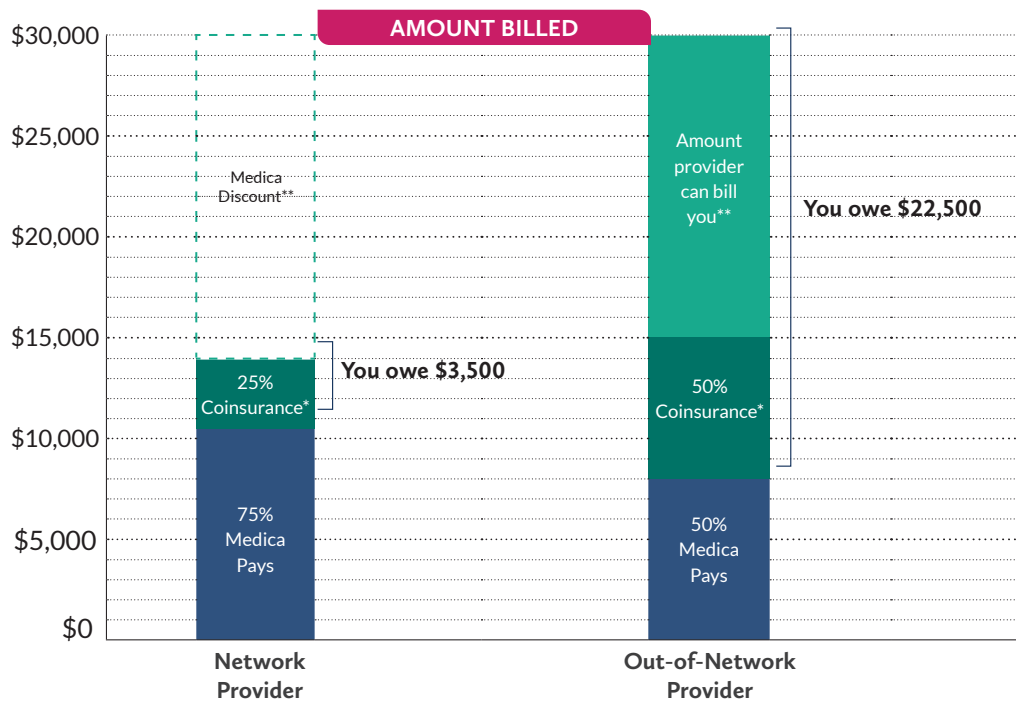 AMOUNT BILLED
$30,000
$25,000
$20,000
$15,000
$10,000
$5,000
$0
Medica
Discount**
25%
Coinsurance*
75%
Medica
Pays
You owe $3,500
Amount
provider
can bill
you**
50%
Coinsurance*
50%
Medica
Pays
You owe $22,500
Network
Provider
Out-of-Network
Provider